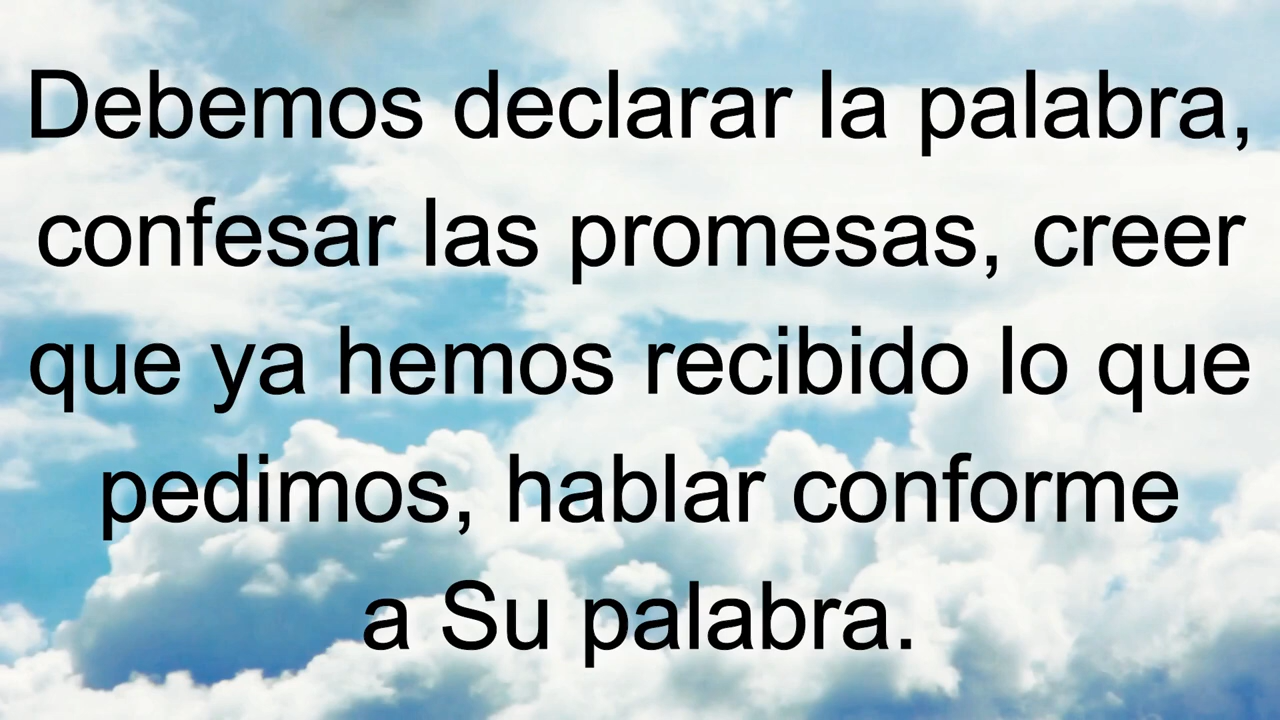 Debemos declarar la palabra,
confesar las promesas, creer
que ya hemos recibido lo que
pedimos, hablar conforme
a Su palabra.